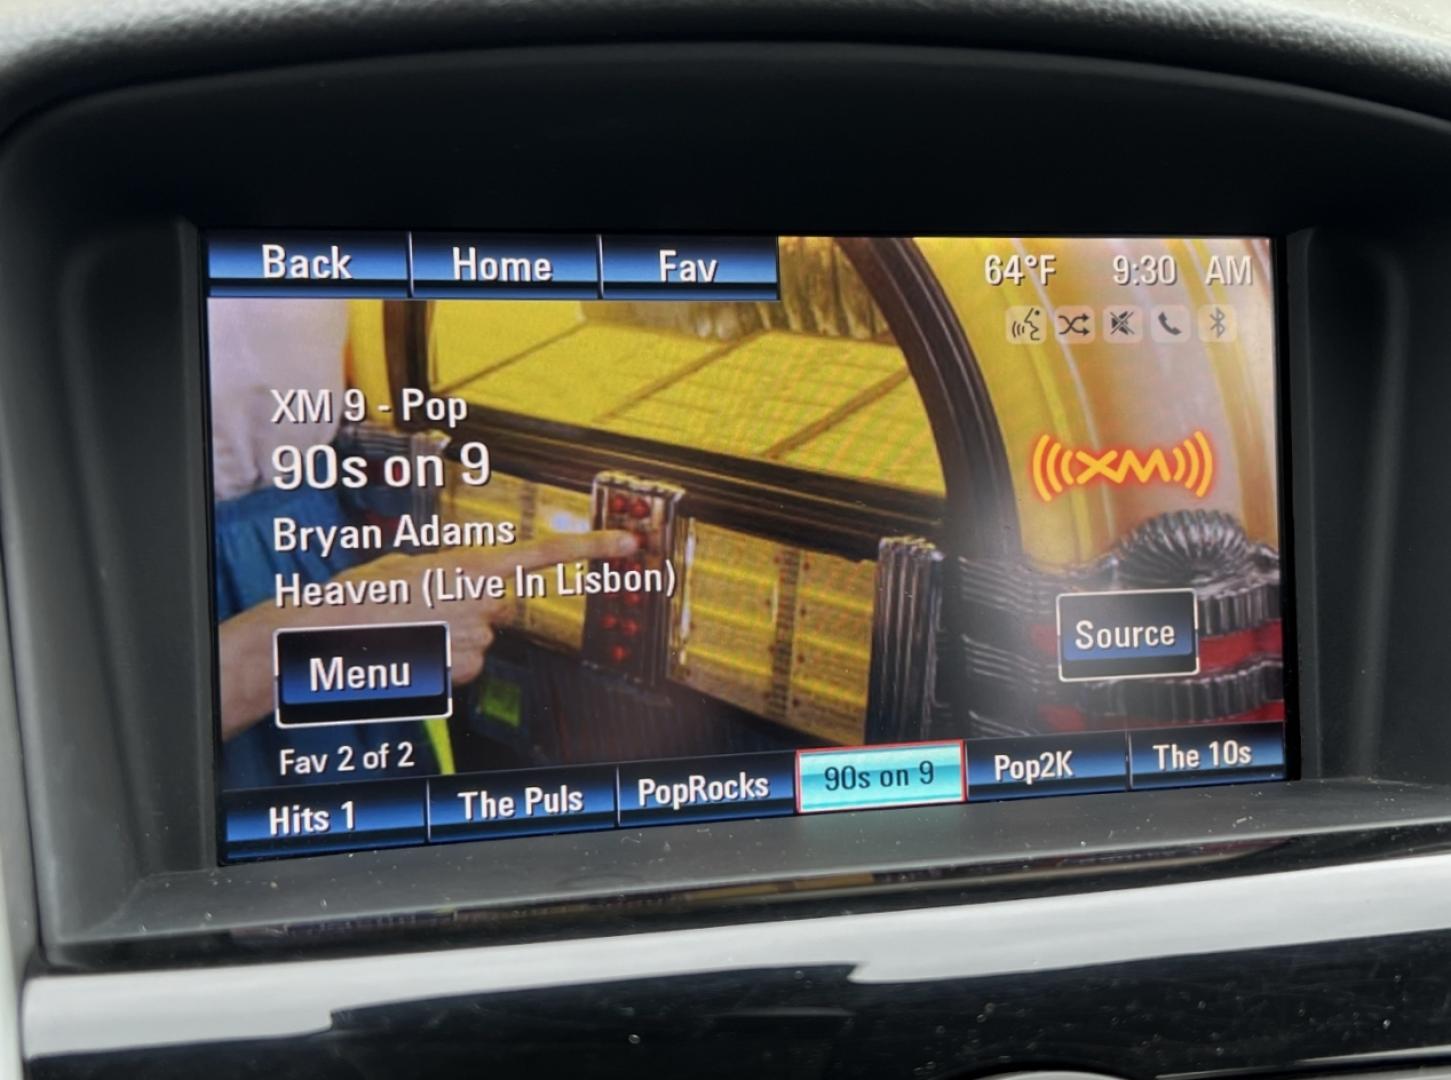 Back Home Fav
64°F 9:30 AM
XM 9 - Pop
90s on 9
Bryan Adams
Heaven (Live In Lisbon)
XM
Menu
Source
Fav 2 of 2
Hits 1 The Puls PopRocks 90s on 9 Pop2K The 10s